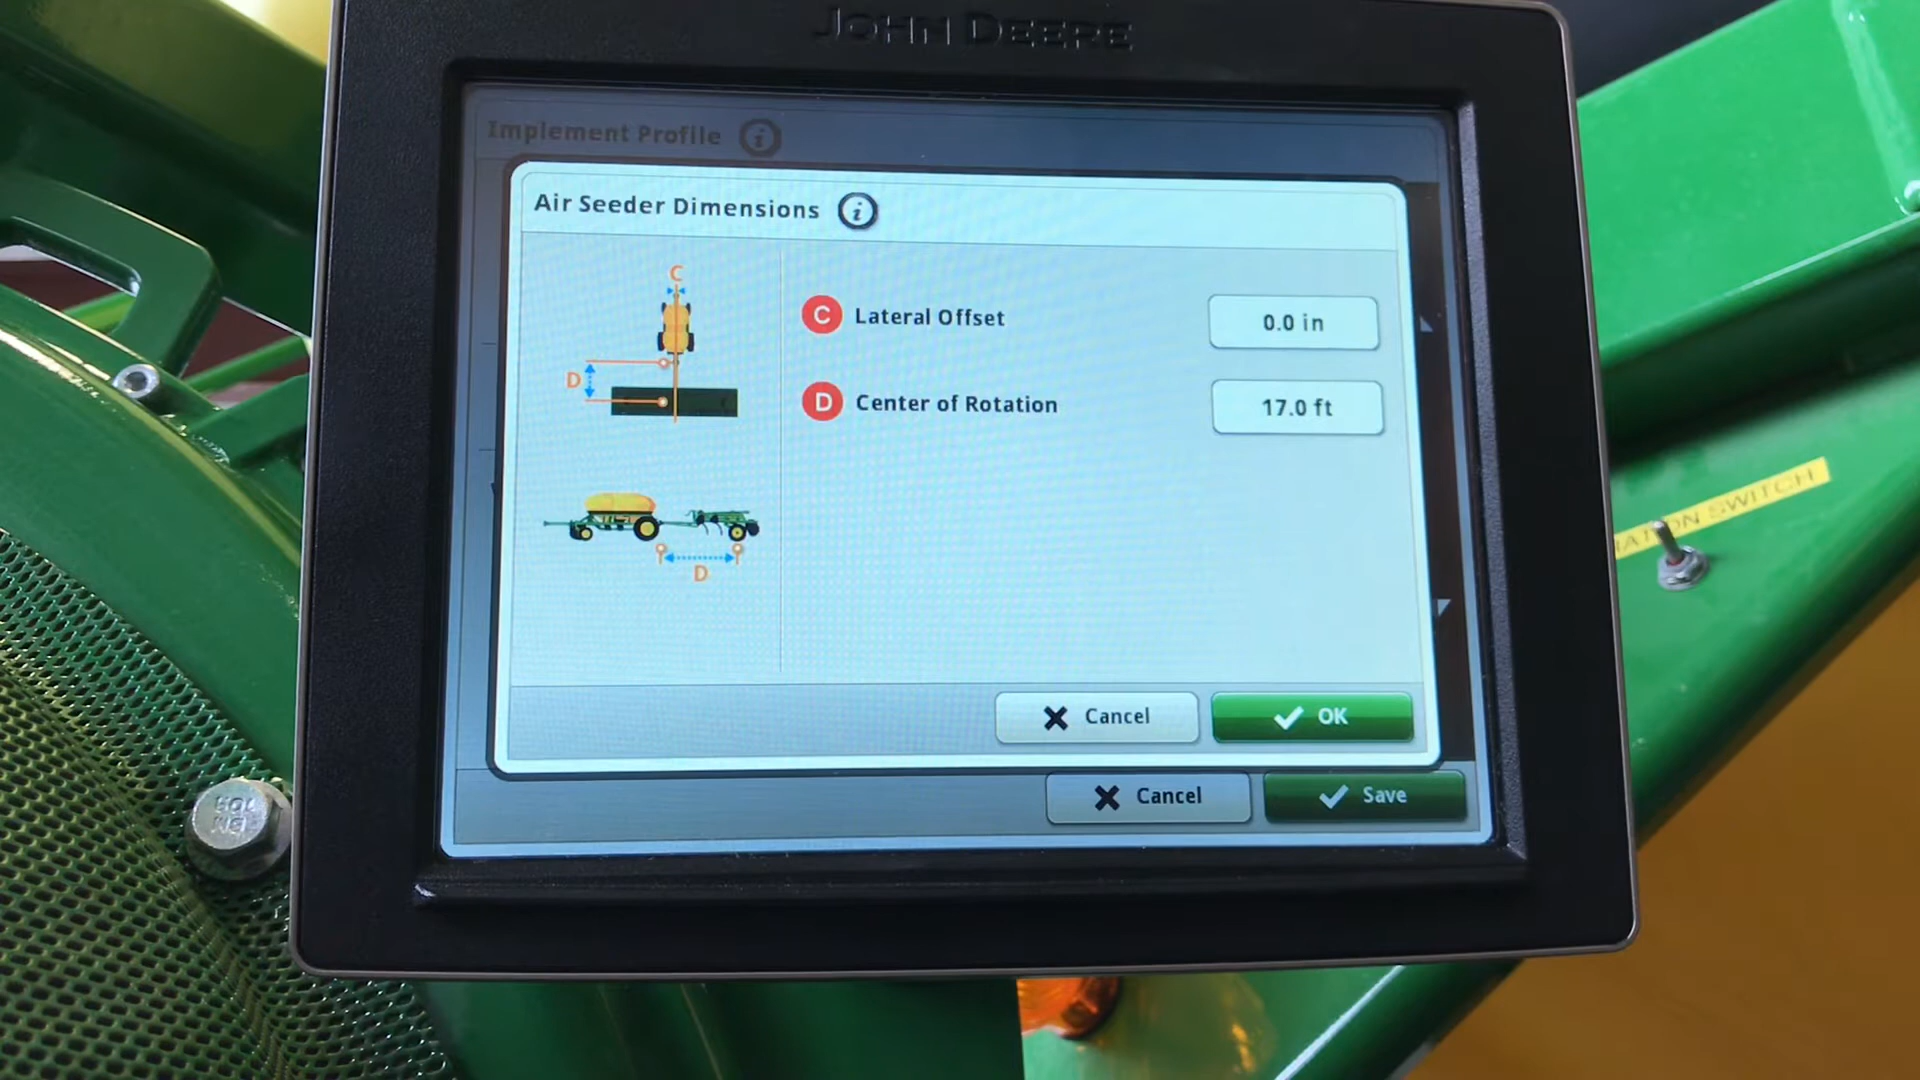 JOHN DEERE
Implement Profile
Air Seeder Dimensions
C
D
D
C Lateral Offset 0.0 in
D Center of Rotation 17.0 ft
Cancel OK
Cancel Save
SWITCH